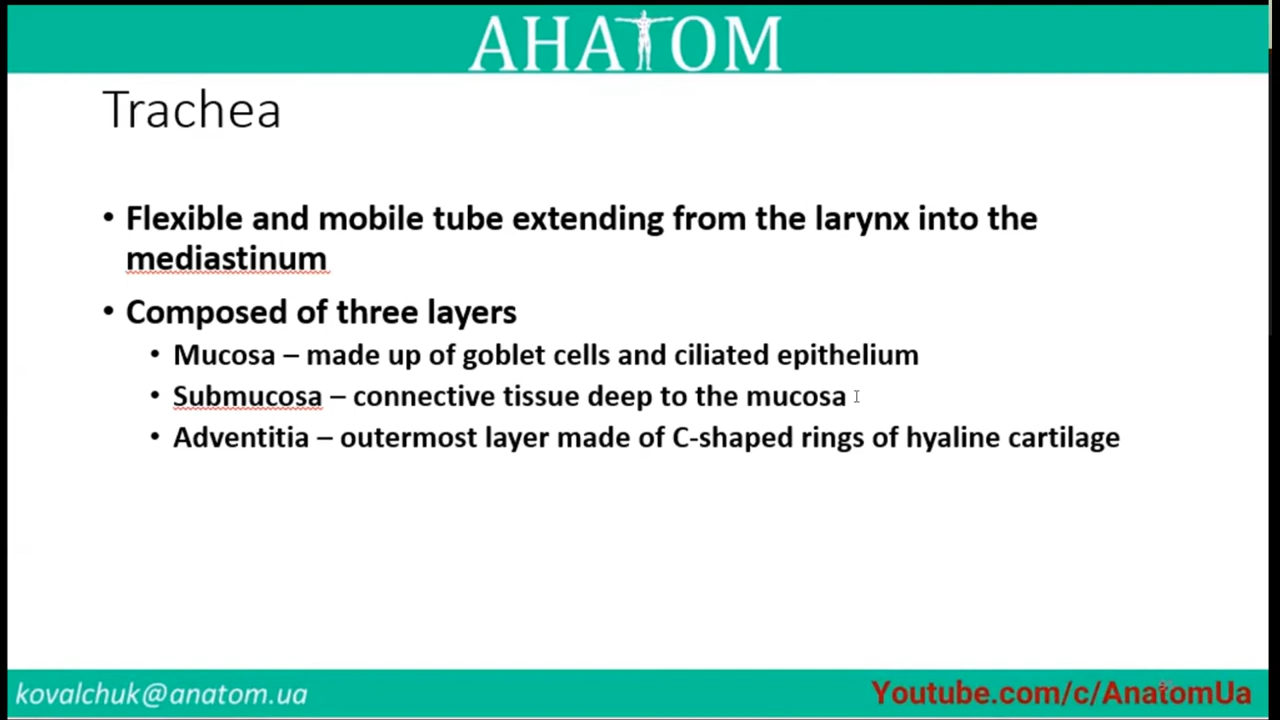 АНАТОМ
Trachea
• Flexible and mobile tube extending from the larynx into the
mediastinum
• Composed of three layers
• Mucosa – made up of goblet cells and ciliated epithelium
• Submucosa – connective tissue deep to the mucosa
• Adventitia – outermost layer made of C-shaped rings of hyaline cartilage
kovalchuk@anatom.ua
Youtube.com/c/AnatomUa